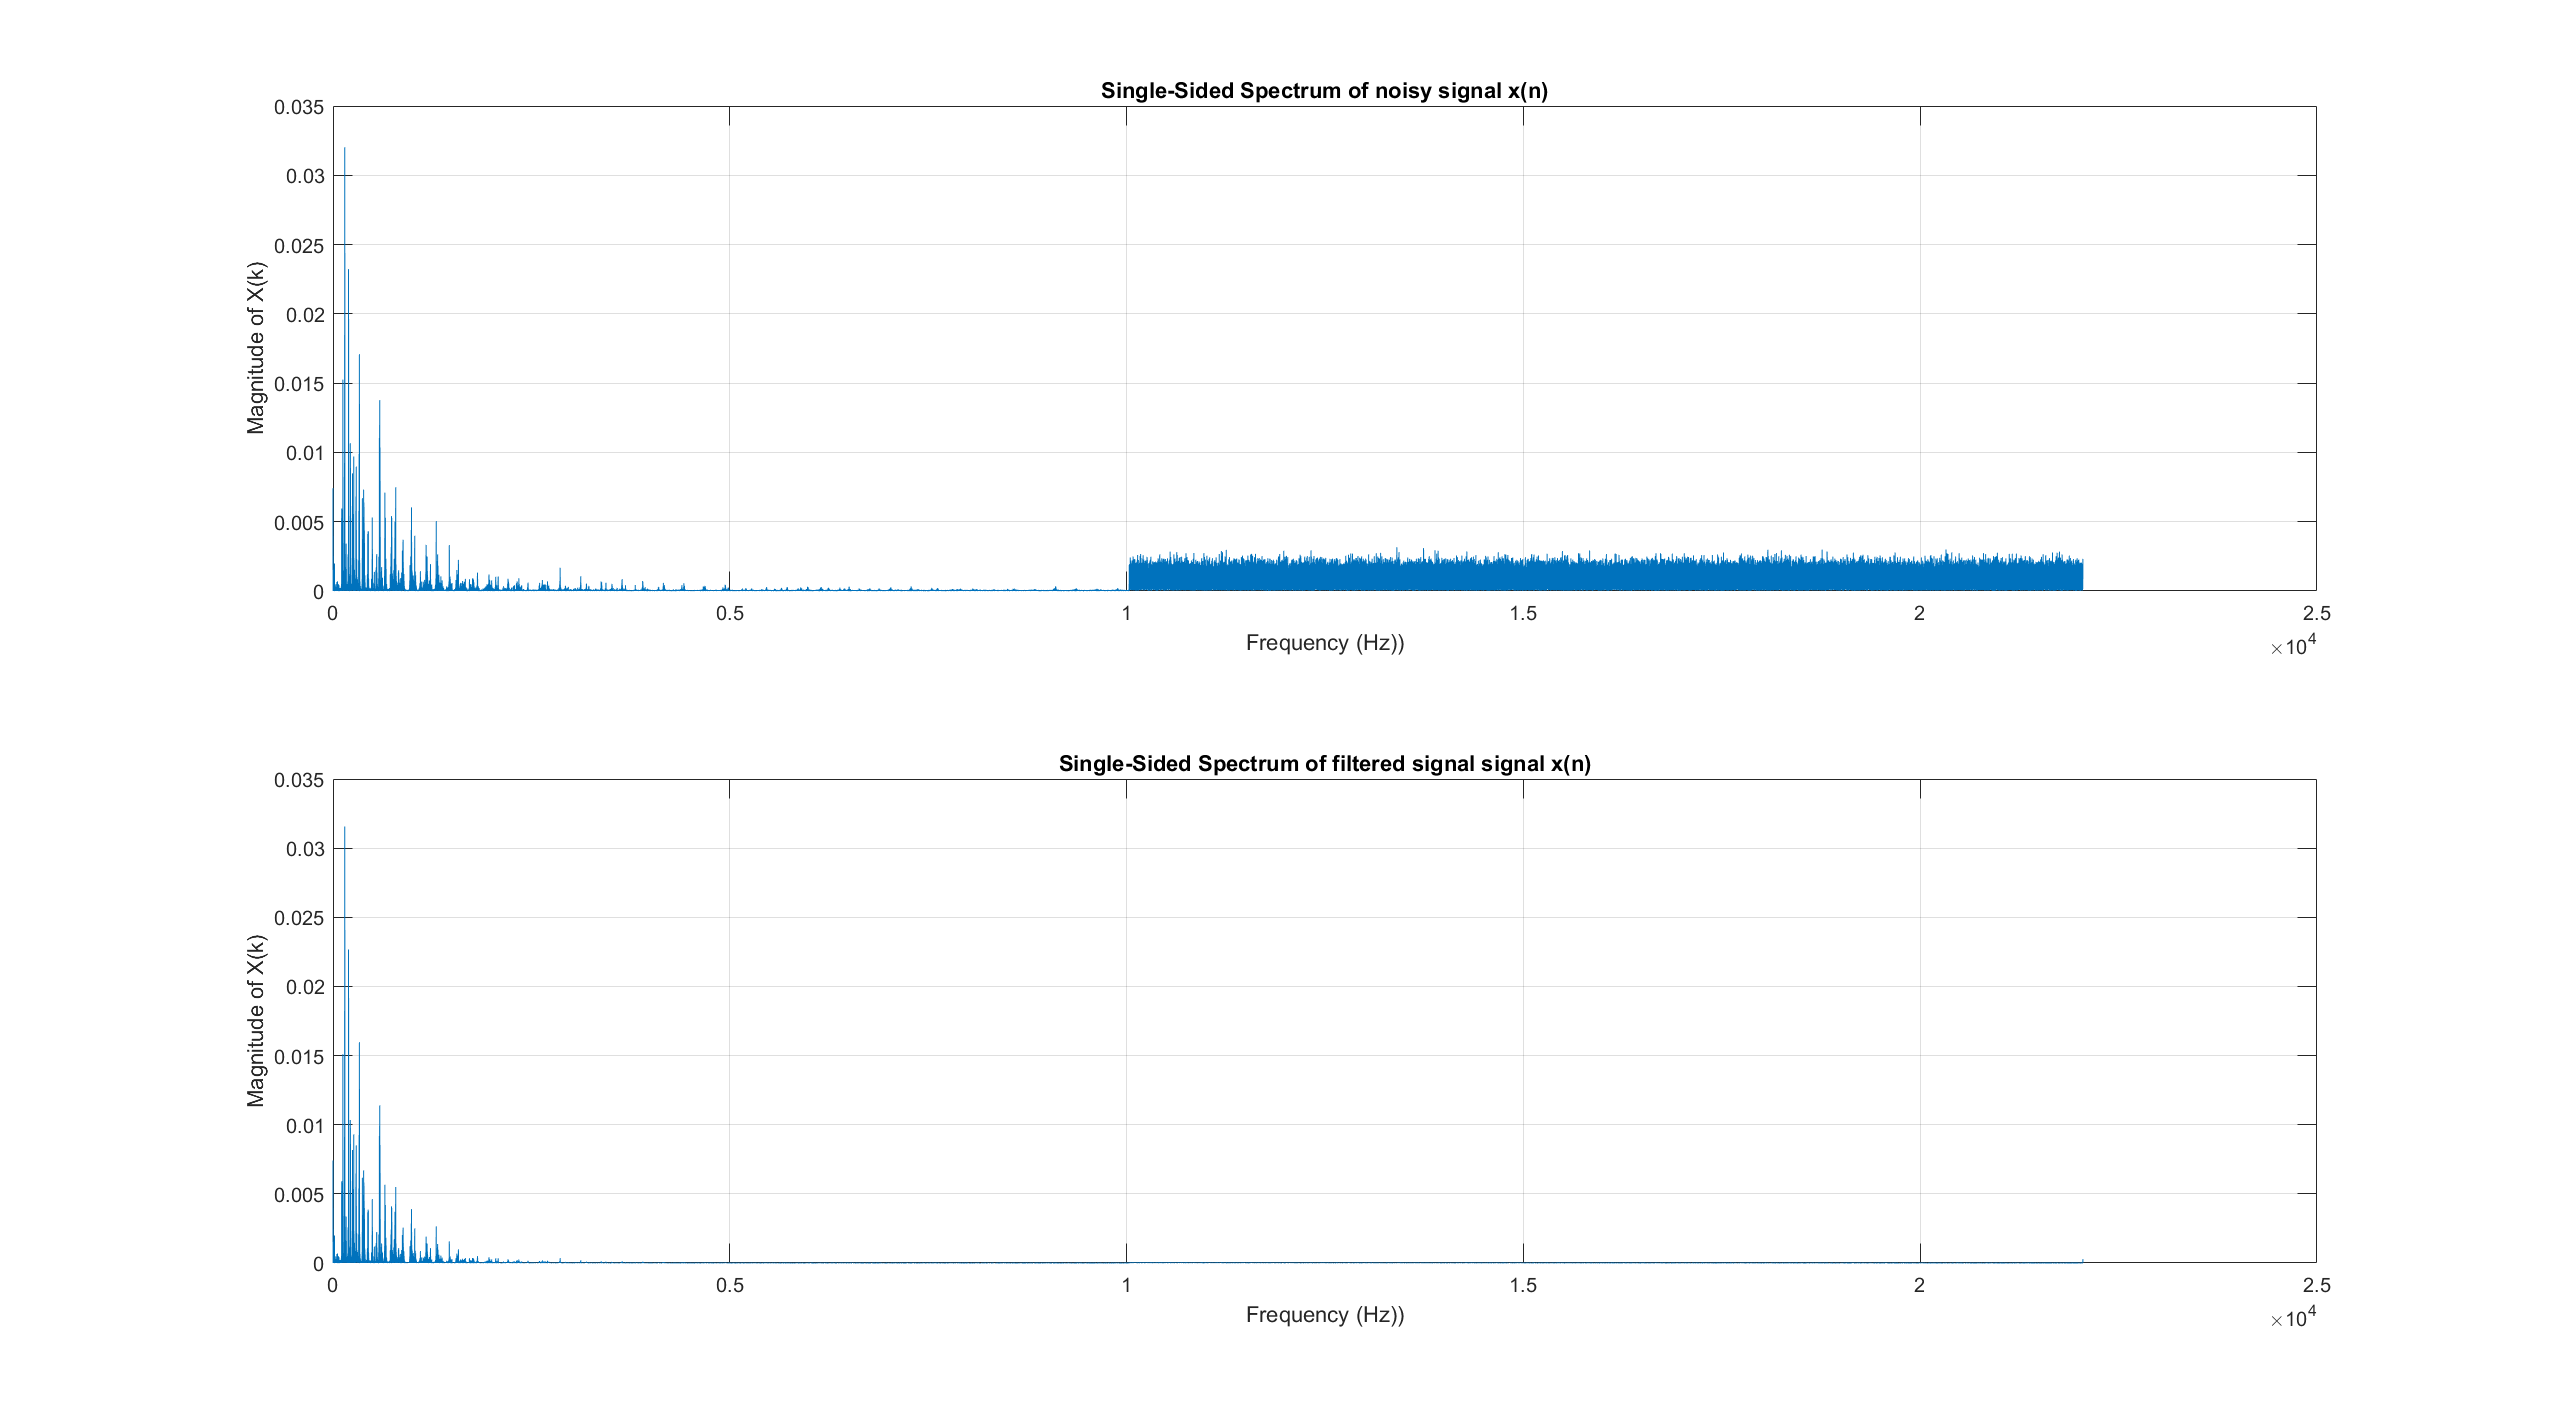 Single-Sided Spectrum of noisy signal x(n)
0.035
0.03
0.025
0.02
0.015
0.01
0.005
0
Magnitude of X(k)
0 0.5 1 1.5 2 2.5
Frequency (Hz))
×10^4
Single-Sided Spectrum of filtered signal signal x(n)
0.035
0.03
0.025
0.02
0.015
0.01
0.005
0
Magnitude of X(k)
0 0.5 1 1.5 2 2.5
Frequency (Hz))
×10^4